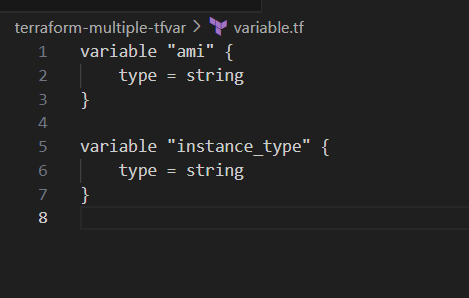 terraform-multiple-tfvar > variable.tf
1 variable "ami" {
2     type = string
3 }
4
5 variable "instance_type" {
6     type = string
7 }
8